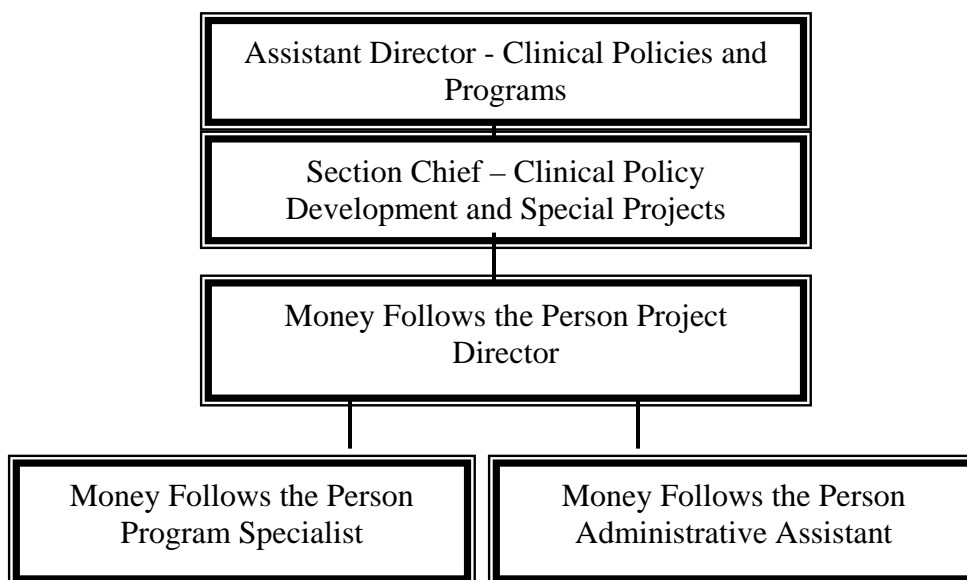 Assistant Director - Clinical Policies and
Programs
Section Chief – Clinical Policy
Development and Special Projects
Money Follows the Person Project
Director
Money Follows the Person
Program Specialist
Money Follows the Person
Administrative Assistant